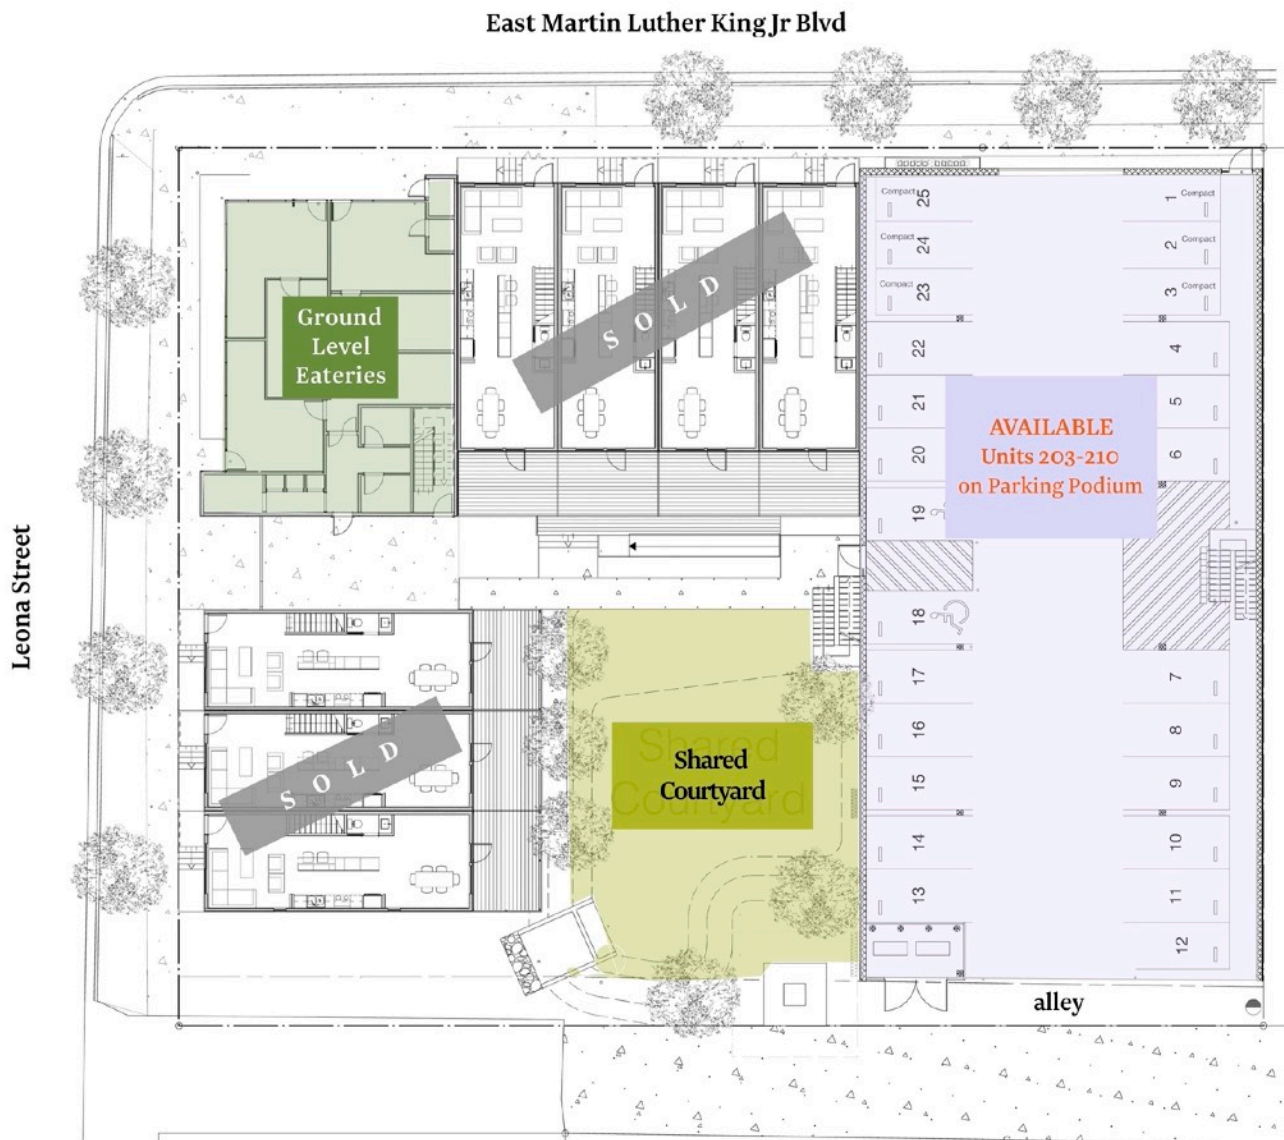 East Martin Luther King Jr Blvd
Leona Street
Ground
Level
Eateries
S O L D
S O L D
Shared
Courtyard
Shared
Courtyard
AVAILABLE
Units 203-210
on Parking Podium
Compact 25
Compact 24
Compact 23
22
21
20
19
18
17
16
15
14
13
1 Compact
2 Compact
3 Compact
4
5
6
7
8
9
10
11
12
alley